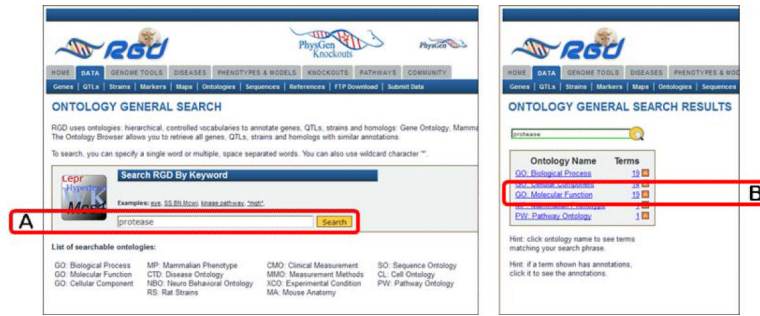 RGD
PhysGen
Knockouts
PhysGen
HOME DATA GENOME TOOLS DISEASES PHENOTYPES & MODELS KNOCKOUTS PATHWAYS COMMUNITY
Genes | QTLs | Strains | Markers | Maps | Ontologies | Sequences | References | FTP Download | Submit Data
ONTOLOGY GENERAL SEARCH
RGD uses ontologies: hierarchical, controlled vocabularies to annotate genes, QTLs, strains and homologs: Gene Ontology, Mamma
The Ontology Browser allows you to retrieve all genes, QTLs, strains and homologs with similar annotations.
To search, you can specify a single word or multiple, space separated words. You can also use wildcard character "*".
Search RGD By Keyword
Examples: eye, SS BN Mcwi, kinase pathway, *mgh*
A
protease Search
List of searchable ontologies:
GO: Biological Process MP: Mammalian Phenotype CMO: Clinical Measurement SO: Sequence Ontology
GO: Molecular Function CTD: Disease Ontology MMO: Measurement Methods CL: Cell Ontology
GO: Cellular Component NBO: Neuro Behavioral Ontology XCO: Experimental Condition PW: Pathway Ontology
RS: Rat Strains MA: Mouse Anatomy
RGD
HOME DATA GENOME TOOLS DISEASES PHENOTYPES & MOD
Genes | QTLs | Strains | Markers | Maps | Ontologies | Sequences
ONTOLOGY GENERAL SEARCH RESULTS
protease
Ontology Name Terms
GO: Biological Process 19
GO: Cellular Component
GO: Molecular Function 19
B
MP: Mammalian Phenotype 1
PW: Pathway Ontology 1
Hint: click ontology name to see terms
matching your search phrase.
Hint: if a term shown has annotations,
click it to see the annotations.